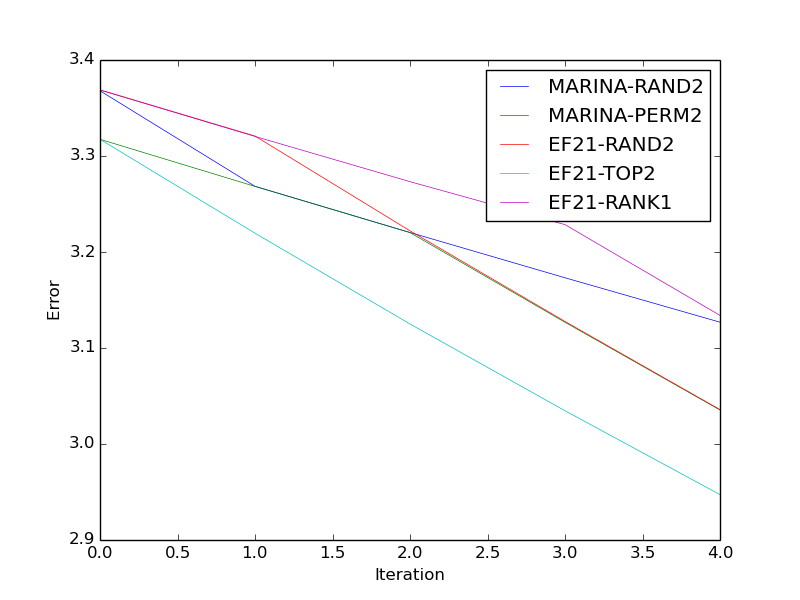 3.4
3.3
3.2
3.1
3.0
2.9
Error
MARINA-RAND2
MARINA-PERM2
EF21-RAND2
EF21-TOP2
EF21-RANK1
0.0 0.5 1.0 1.5 2.0 2.5 3.0 3.5 4.0
Iteration